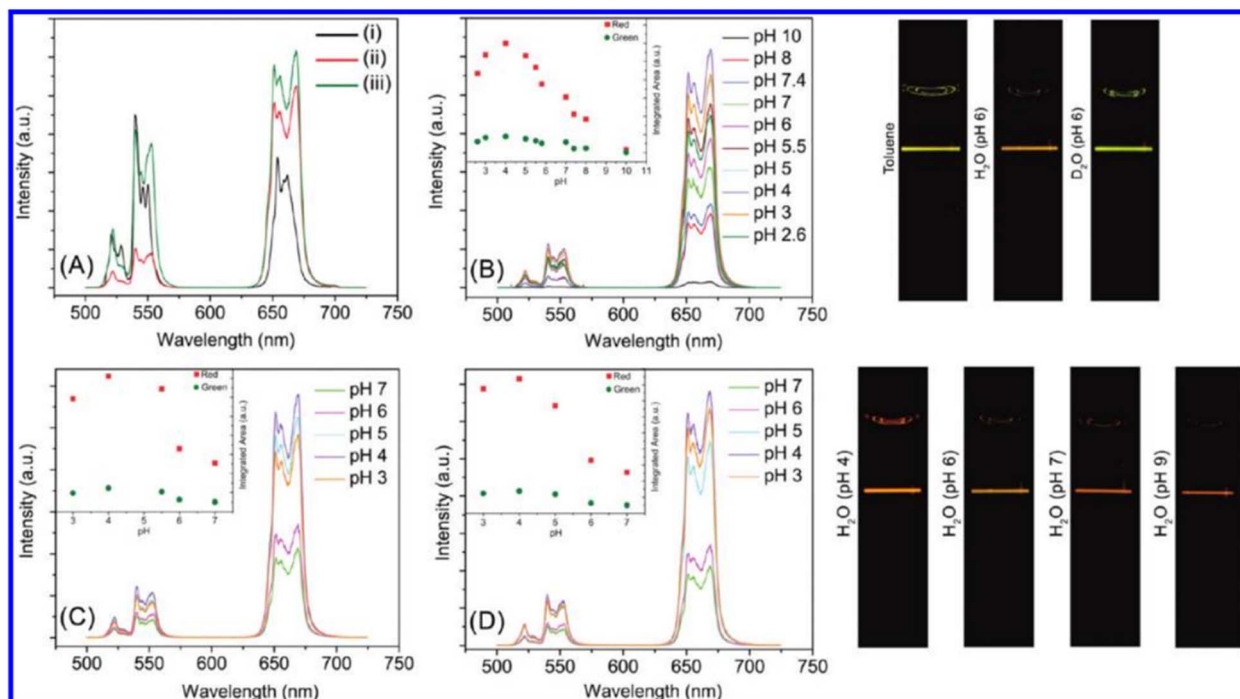 Intensity (a.u.)
(i)
(ii)
(iii)
(A)
500 550 600 650 700 750
Wavelength (nm)
Intensity (a.u.)
Red
Green
Integrated Area (a.u.)
3 4 5 6 7 8 9 10 11
pH
pH 10
pH 8
pH 7.4
pH 7
pH 6
pH 5.5
pH 5
pH 4
pH 3
pH 2.6
(B)
500 550 600 650 700 750
Wavelength (nm)
Toluene
H2O (pH 6)
D2O (pH 6)
Intensity (a.u.)
Red
Green
Integrated Area (a.u.)
3 4 5 6 7
pH
pH 7
pH 6
pH 5
pH 4
pH 3
(C)
500 550 600 650 700 750
Wavelength (nm)
Intensity (a.u.)
Red
Green
Integrated Area (a.u.)
3 4 5 6 7
pH
pH 7
pH 6
pH 5
pH 4
pH 3
(D)
500 550 600 650 700 750
Wavelength (nm)
H2O (pH 4)
H2O (pH 6)
H2O (pH 7)
H2O (pH 9)